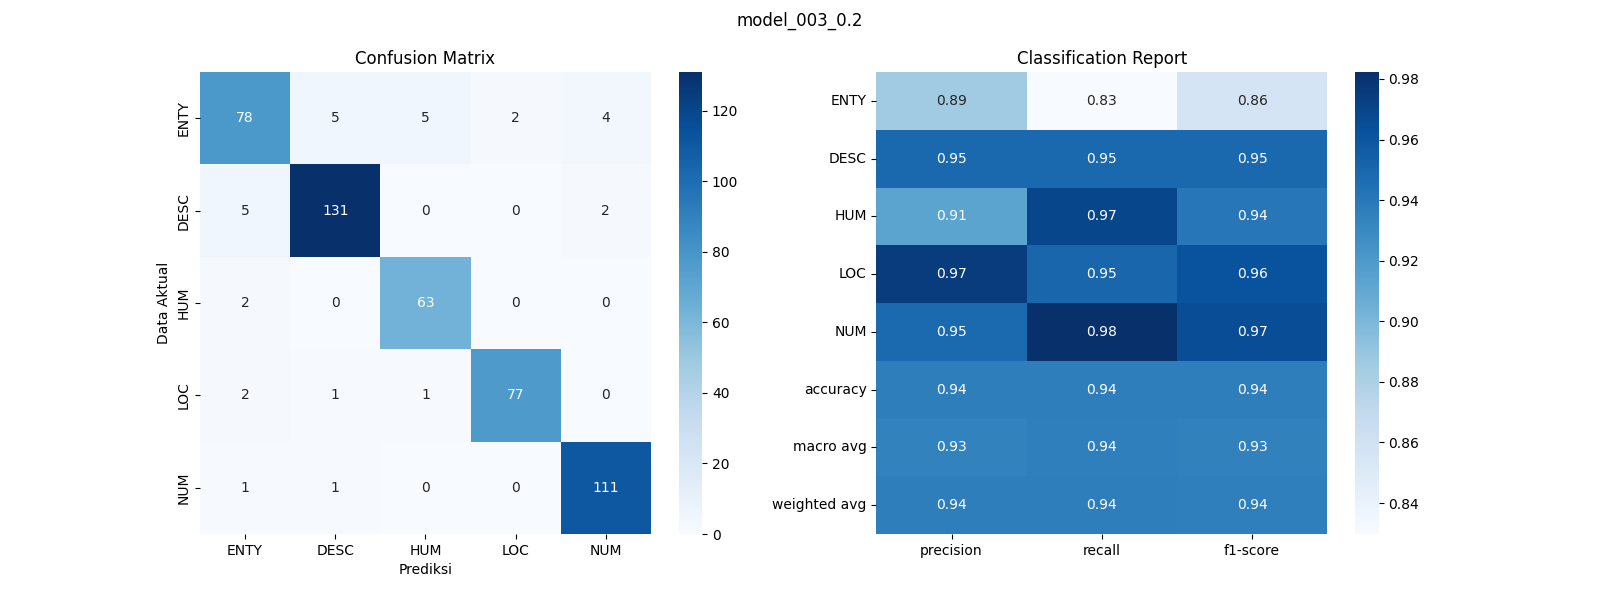 model_003_0.2
Confusion Matrix
ENTY 78 5 5 2 4
DESC 5 131 0 0 2
HUM 2 0 63 0 0
LOC 2 1 1 77 0
NUM 1 1 0 0 111
ENTY DESC HUM LOC NUM
Prediksi
Data Aktual
120
100
80
60
40
20
0
Classification Report
ENTY 0.89 0.83 0.86
DESC 0.95 0.95 0.95
HUM 0.91 0.97 0.94
LOC 0.97 0.95 0.96
NUM 0.95 0.98 0.97
accuracy 0.94 0.94 0.94
macro avg 0.93 0.94 0.93
weighted avg 0.94 0.94 0.94
precision recall f1-score
0.98
0.96
0.94
0.92
0.90
0.88
0.86
0.84